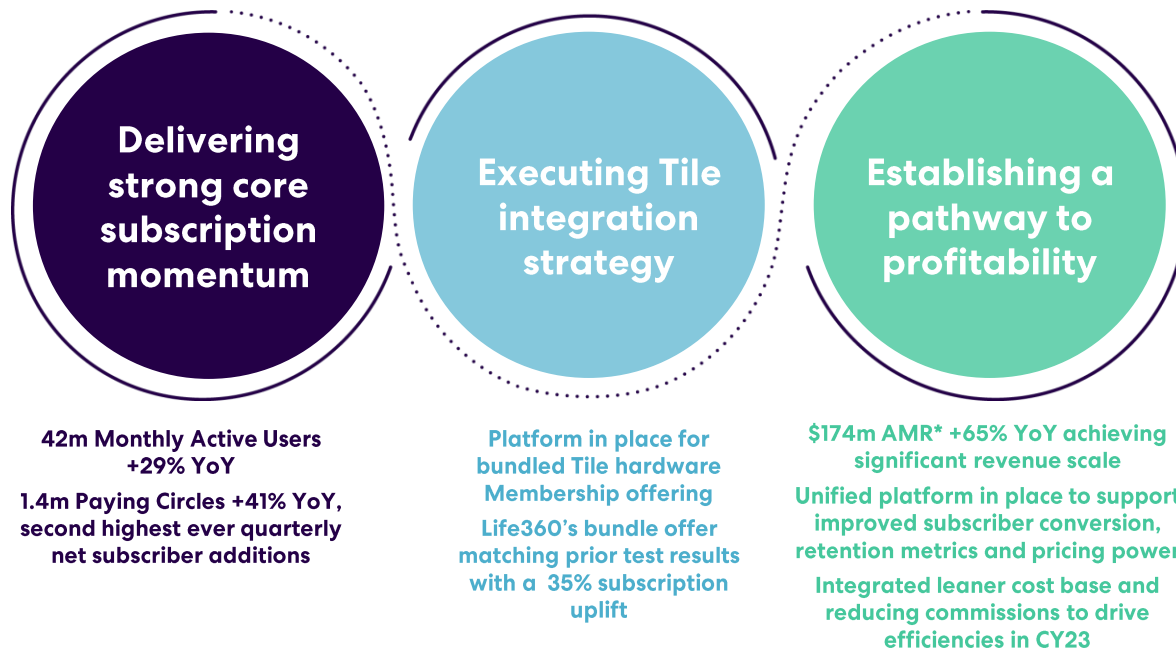 Delivering
strong core
subscription
momentum
42m Monthly Active Users
+29% YoY
1.4m Paying Circles +41% YoY,
second highest ever quarterly
net subscriber additions
Executing Tile
integration
strategy
Platform in place for
bundled Tile hardware
Membership offering
Life360’s bundle offer
matching prior test results
with a 35% subscription
uplift
Establishing a
pathway to
profitability
$174m AMR* +65% YoY achieving
significant revenue scale
Unified platform in place to support
improved subscriber conversion,
retention metrics and pricing power
Integrated leaner cost base and
reducing commissions to drive
efficiencies in CY23